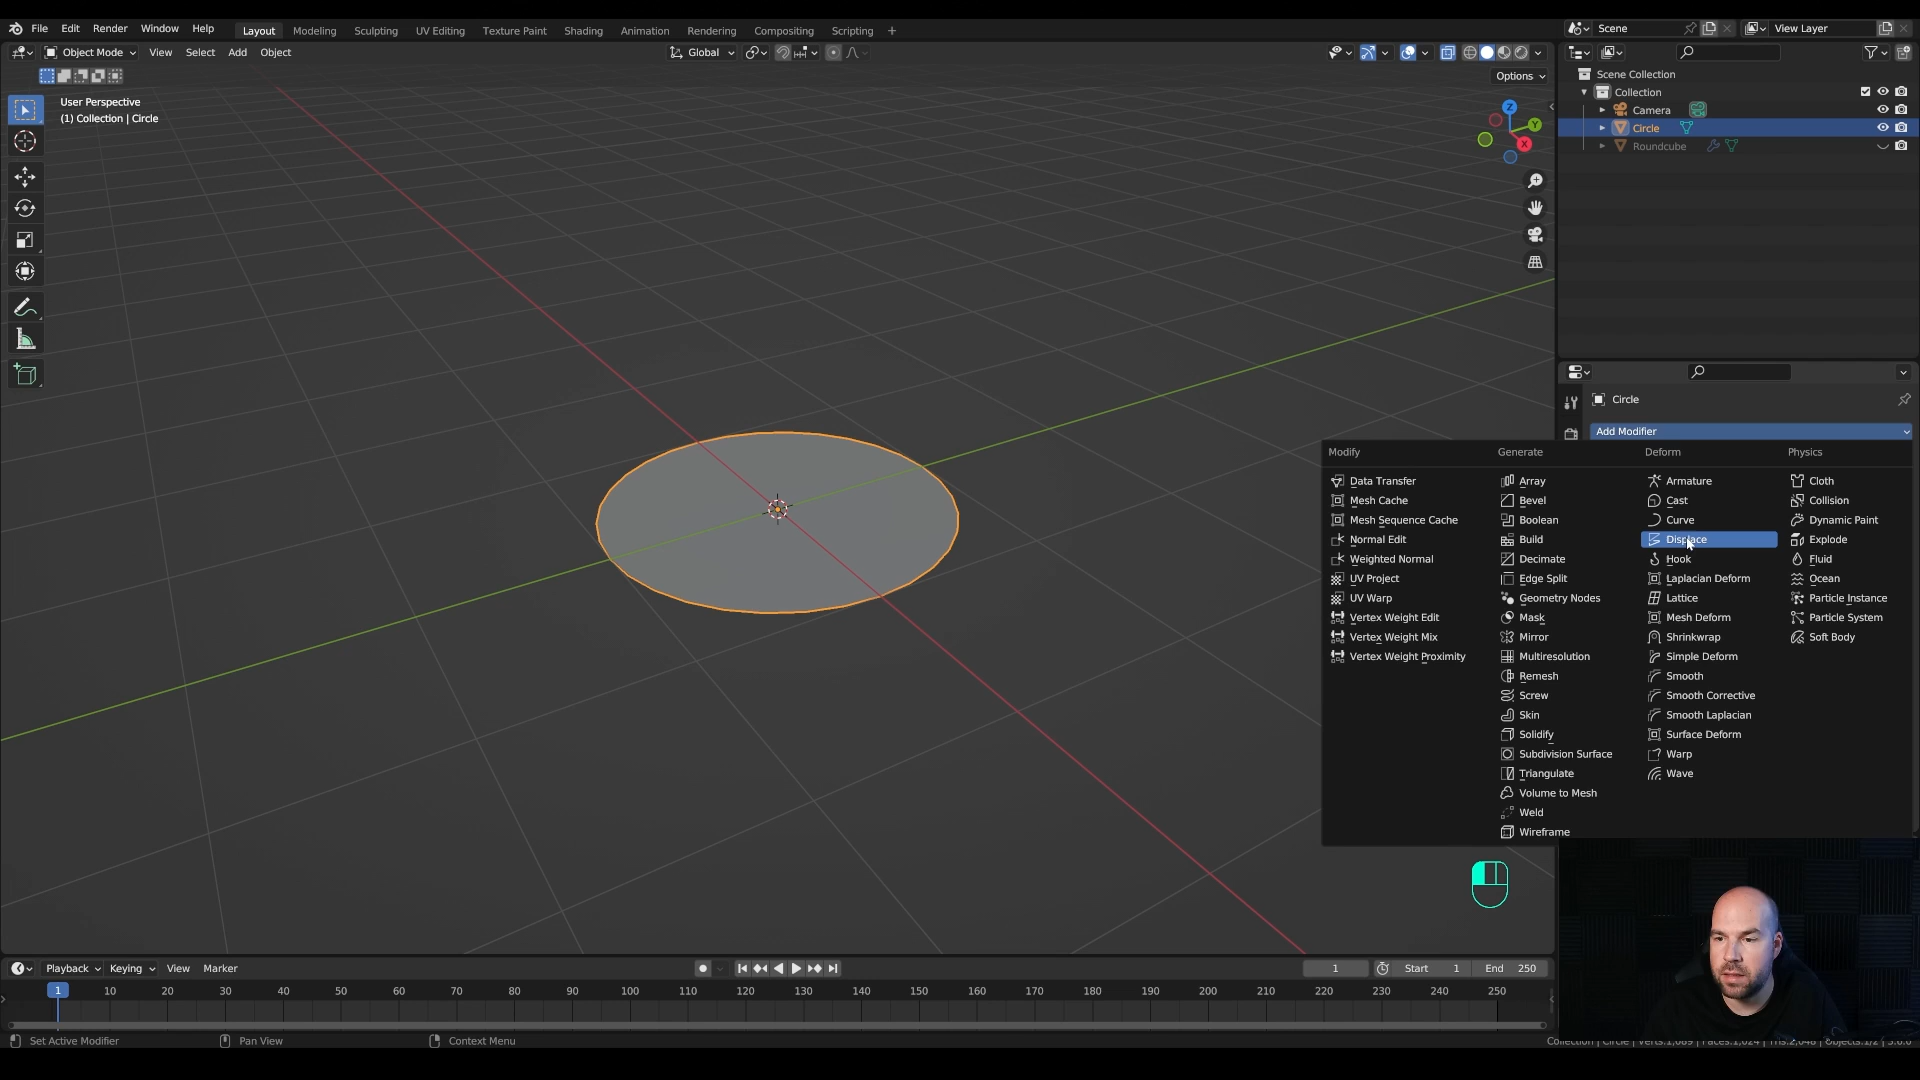 File Edit Render Window Help Layout Modeling Sculpting UV Editing Texture Paint Shading Animation Rendering Compositing Scripting + Scene View Layer
Object Mode View Select Add Object Global
Options
User Perspective
(1) Collection | Circle
Z
Y
X
Scene Collection
Collection
Camera
Circle
Roundcube
Circle
Add Modifier
Modify Generate Deform Physics
Data Transfer Array Armature Cloth
Mesh Cache Bevel Cast Collision
Mesh Sequence Cache Boolean Curve Dynamic Paint
Normal Edit Build Displace Explode
Weighted Normal Decimate Hook Fluid
UV Project Edge Split Laplacian Deform Ocean
UV Warp Geometry Nodes Lattice Particle Instance
Vertex Weight Edit Mask Mesh Deform Particle System
Vertex Weight Mix Mirror Shrinkwrap Soft Body
Vertex Weight Proximity Multiresolution Simple Deform
Remesh Smooth
Screw Smooth Corrective
Skin Smooth Laplacian
Solidify Surface Deform
Subdivision Surface Warp
Triangulate Wave
Volume to Mesh
Weld
Wireframe
Playback Keying View Marker 1 Start 1 End 250
1 10 20 30 40 50 60 70 80 90 100 110 120 130 140 150 160 170 180 190 200 210 220 230 240 250
Set Active Modifier Pan View Context Menu